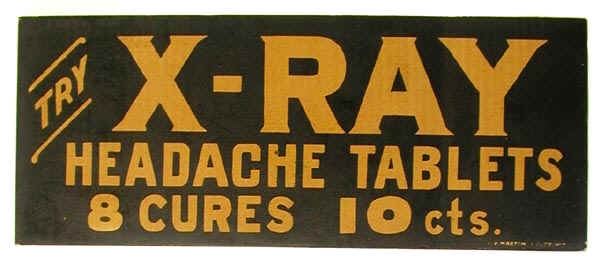 TRY
X-RAY
HEADACHE TABLETS
8 CURES 10 cts.